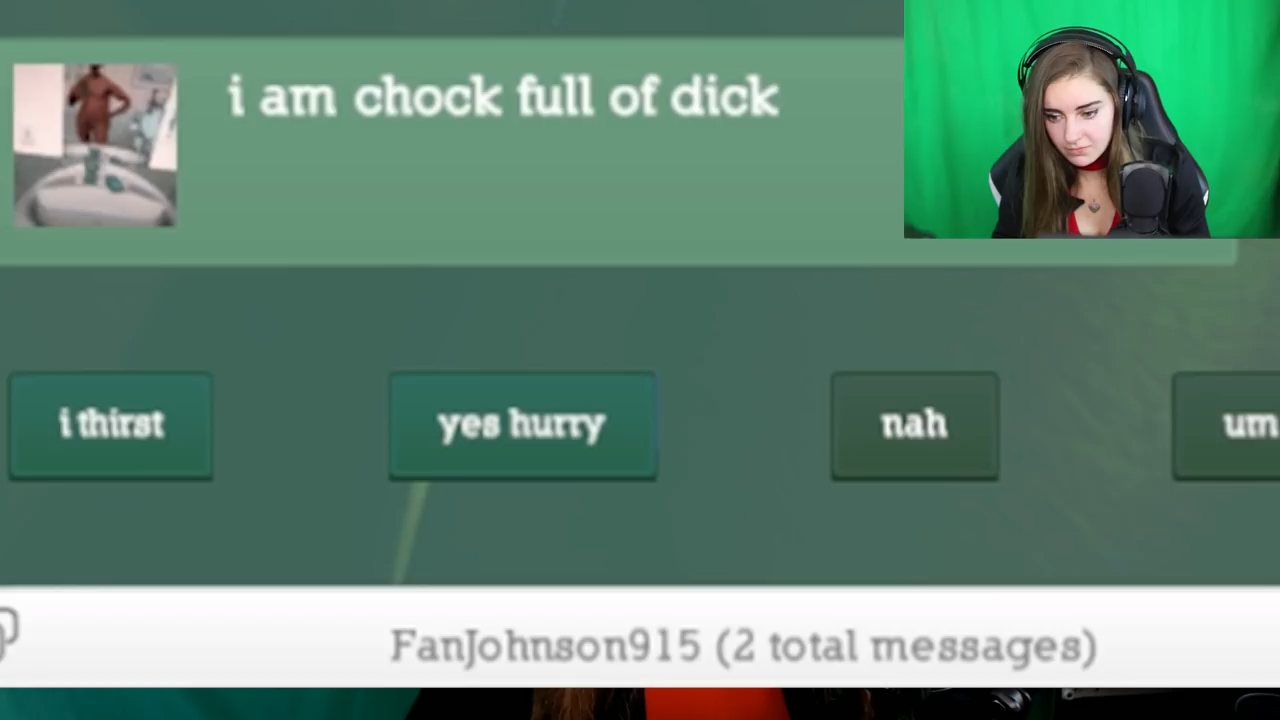 i am chock full of dick
i thirst
yes hurry
nah
um
FanJohnson915 (2 total messages)